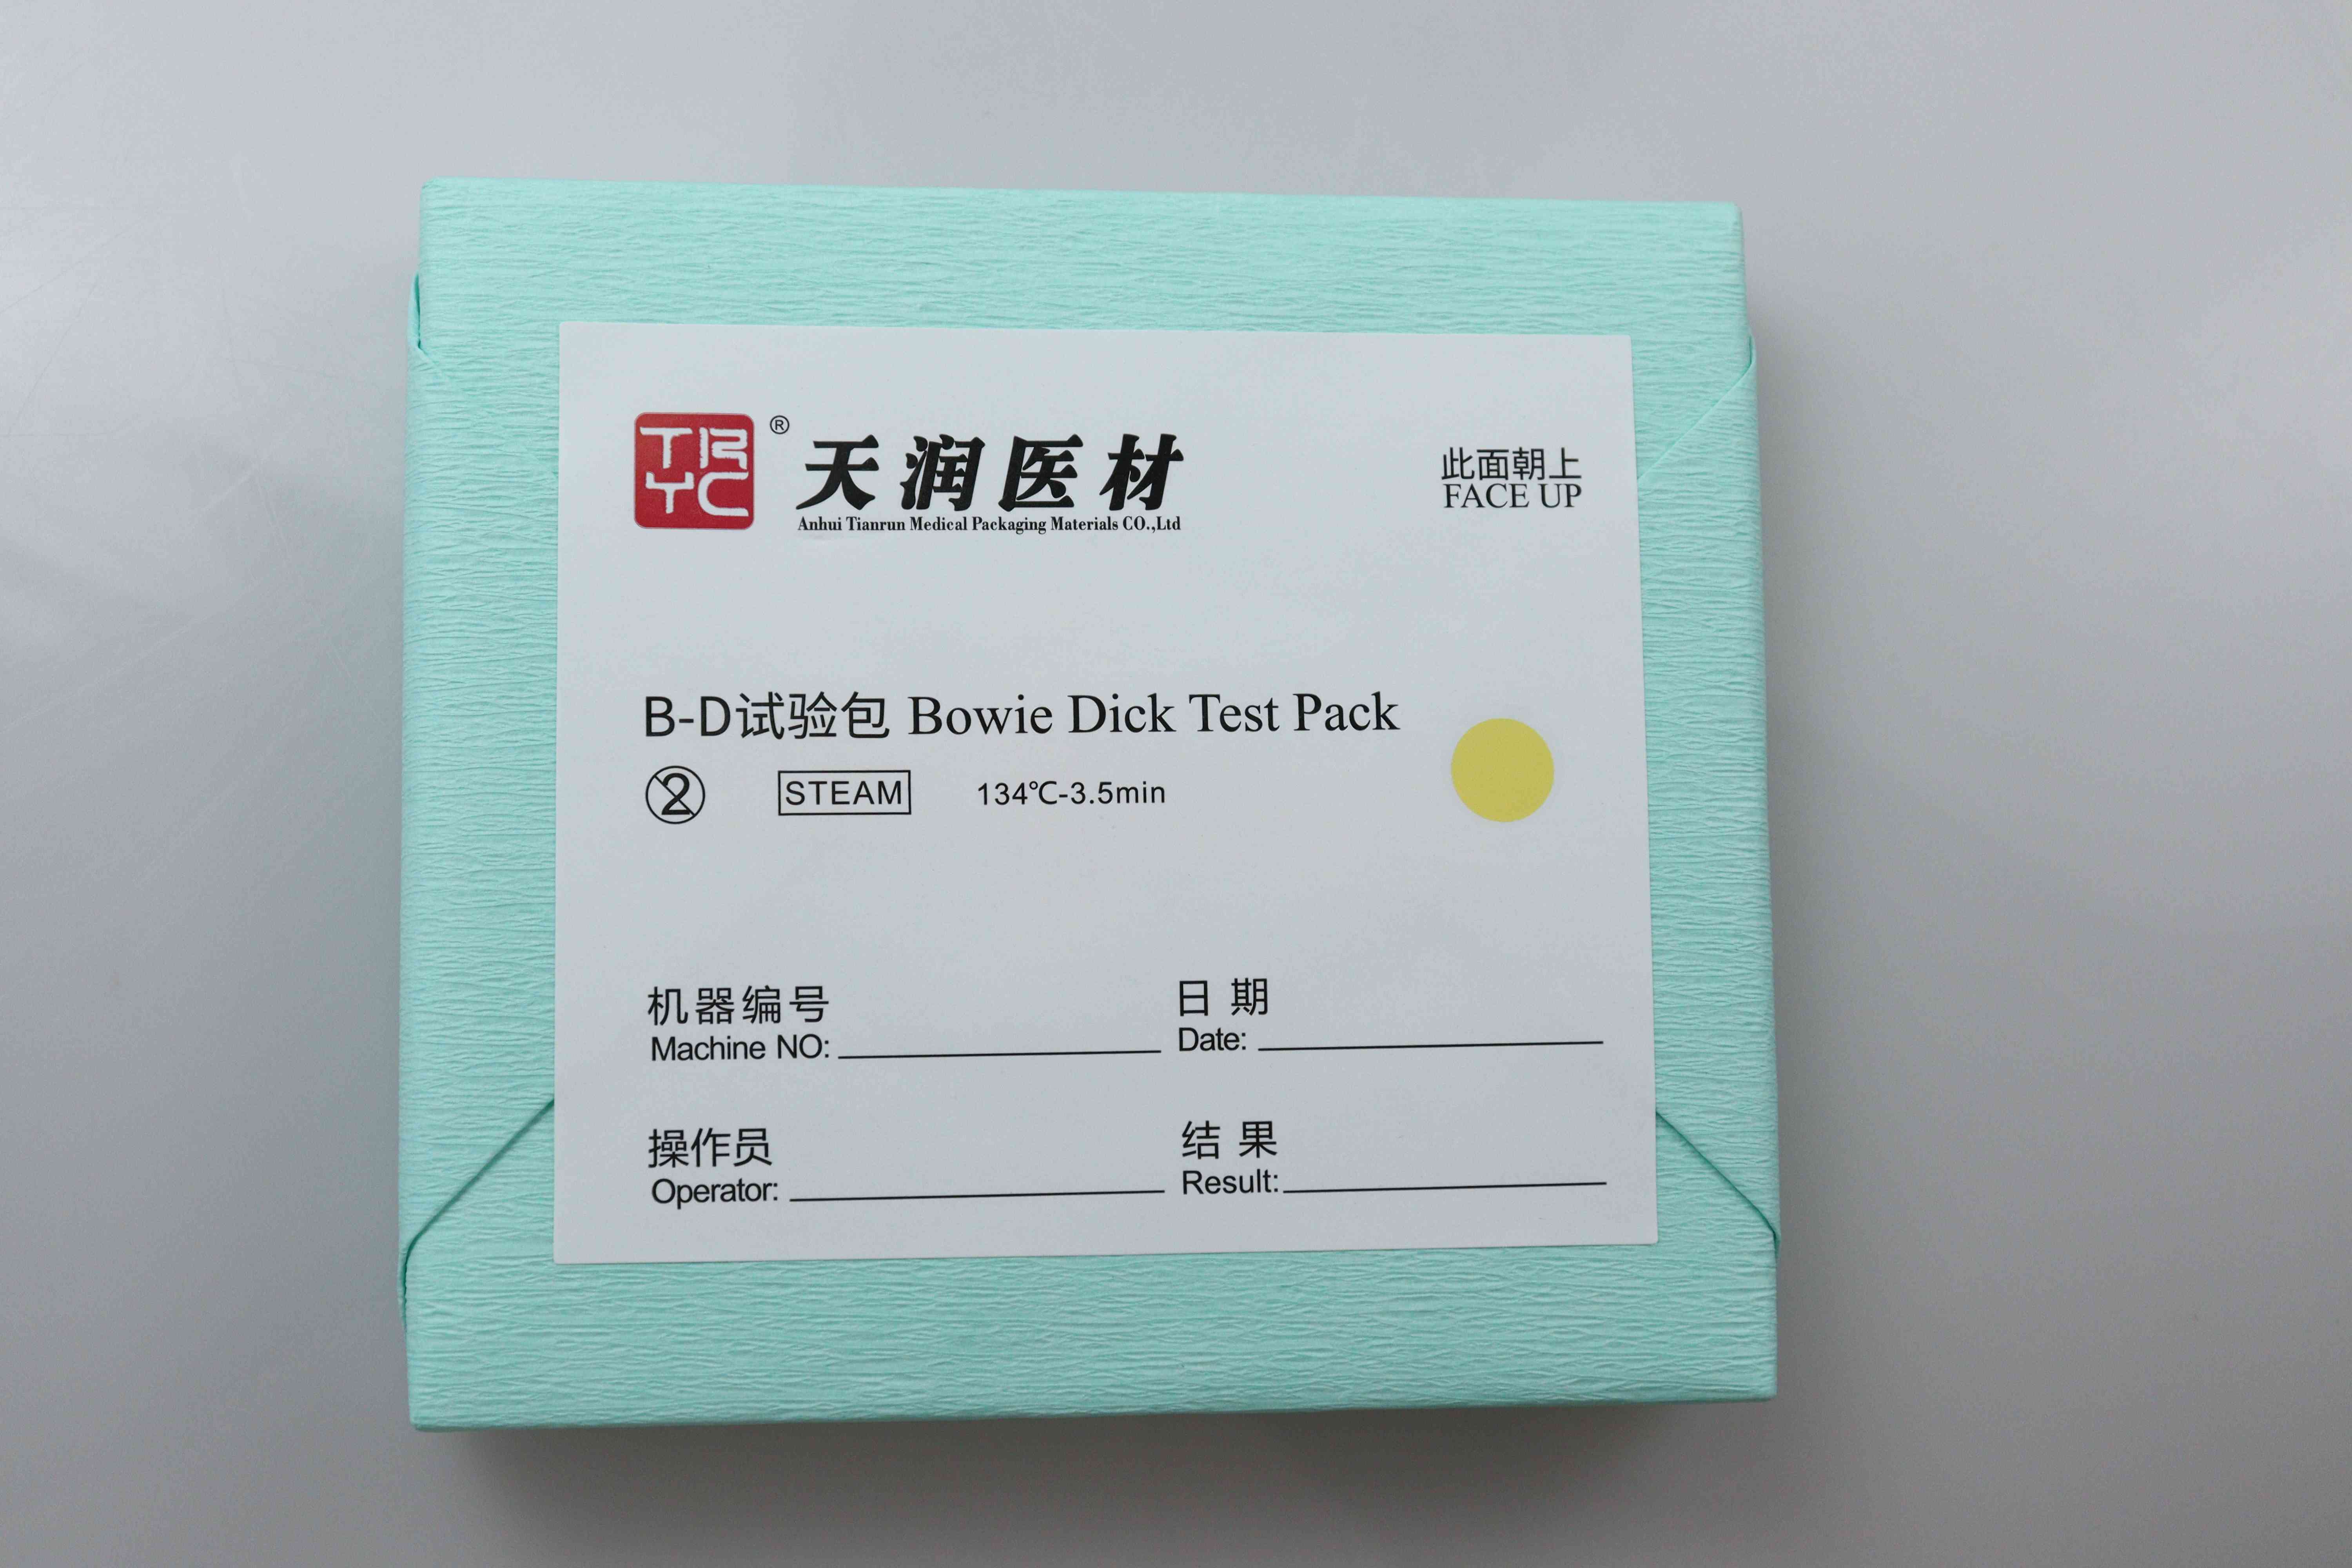 TR
YC
®
天润医材
Anhui Tianrun Medical Packaging Materials CO.,Ltd
此面朝上
FACE UP
B-D试验包 Bowie Dick Test Pack
2 STEAM 134℃-3.5min
机器编号
Machine NO:
日期
Date:
操作员
Operator:
结果
Result: